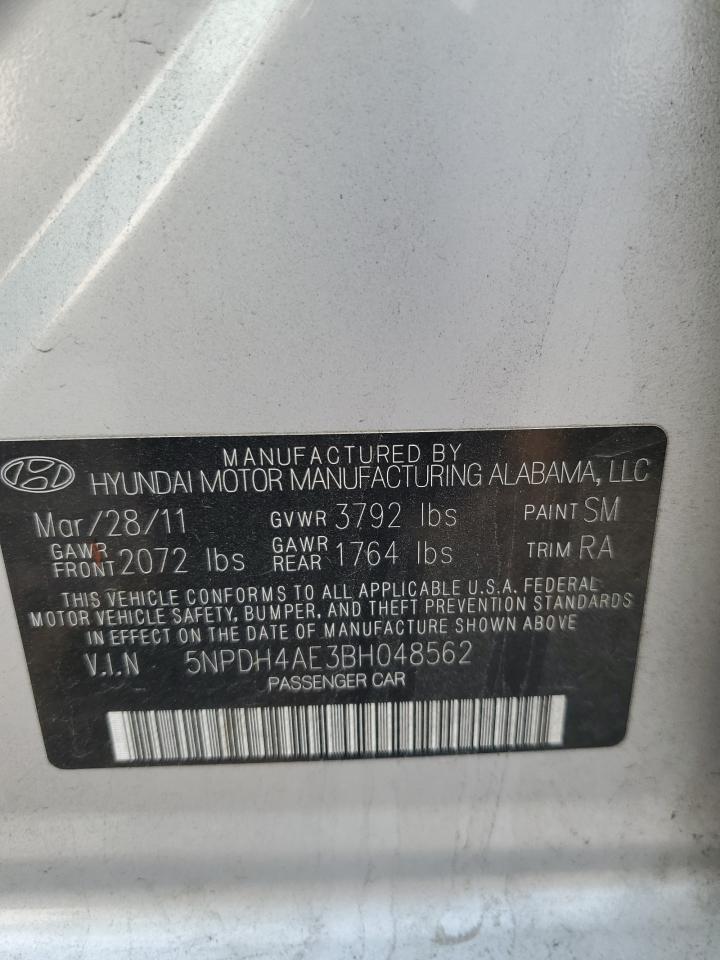 MANUFACTURED BY
HYUNDAI MOTOR MANUFACTURING ALABAMA, LLC
Mar/28/11 GVWR 3792 lbs PAINT SM
GAWR FRONT 2072 lbs GAWR REAR 1764 lbs TRIM RA
THIS VEHICLE CONFORMS TO ALL APPLICABLE U.S.A. FEDERAL
MOTOR VEHICLE SAFETY, BUMPER, AND THEFT PREVENTION STANDARDS
IN EFFECT ON THE DATE OF MANUFACTURE SHOWN ABOVE
V.I.N 5NPDH4AE3BH048562
PASSENGER CAR